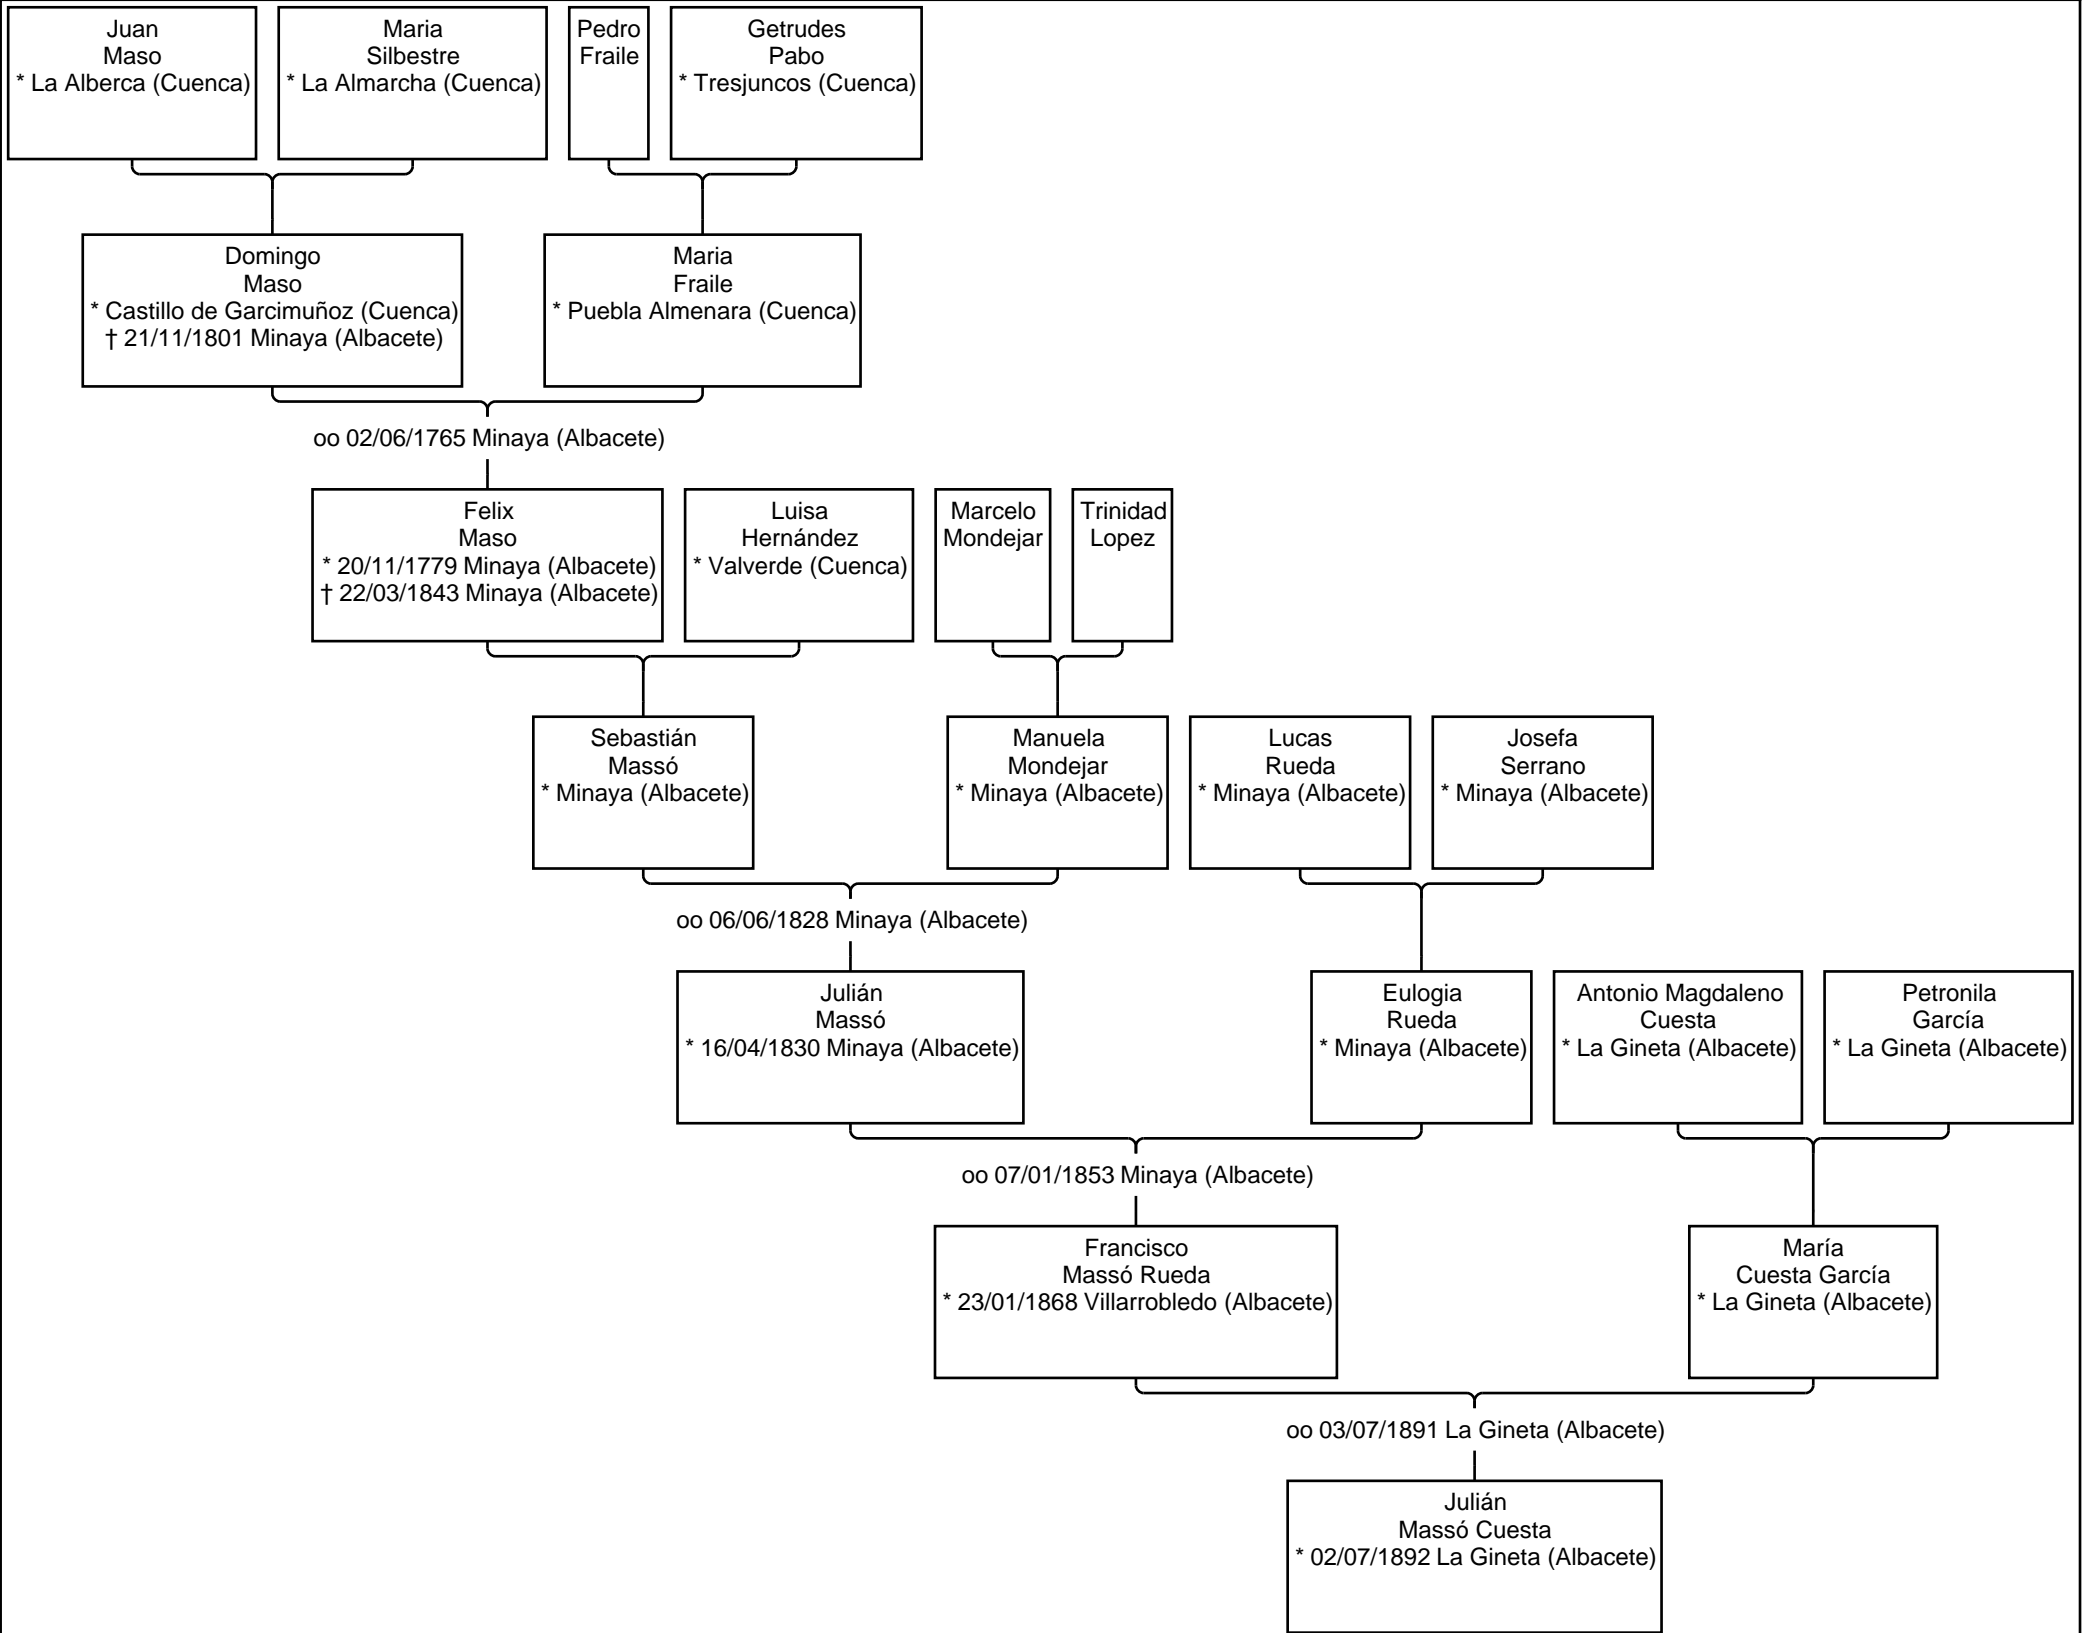 Juan
Maso
* La Alberca (Cuenca)
Maria
Silbestre
* La Almarcha (Cuenca)
Pedro
Fraile
Getrudes
Pabo
* Tresjuncos (Cuenca)
Domingo
Maso
* Castillo de Garcimuñoz (Cuenca)
† 21/11/1801 Minaya (Albacete)
Maria
Fraile
* Puebla Almenara (Cuenca)
oo 02/06/1765 Minaya (Albacete)
Felix
Maso
* 20/11/1779 Minaya (Albacete)
† 22/03/1843 Minaya (Albacete)
Luisa
Hernández
* Valverde (Cuenca)
Marcelo
Mondejar
Trinidad
Lopez
Sebastián
Massó
* Minaya (Albacete)
Manuela
Mondejar
* Minaya (Albacete)
Lucas
Rueda
* Minaya (Albacete)
Josefa
Serrano
* Minaya (Albacete)
oo 06/06/1828 Minaya (Albacete)
Julián
Massó
* 16/04/1830 Minaya (Albacete)
Eulogia
Rueda
* Minaya (Albacete)
Antonio Magdaleno
Cuesta
* La Gineta (Albacete)
Petronila
García
* La Gineta (Albacete)
oo 07/01/1853 Minaya (Albacete)
Francisco
Massó Rueda
* 23/01/1868 Villarrobledo (Albacete)
María
Cuesta García
* La Gineta (Albacete)
oo 03/07/1891 La Gineta (Albacete)
Julián
Massó Cuesta
* 02/07/1892 La Gineta (Albacete)